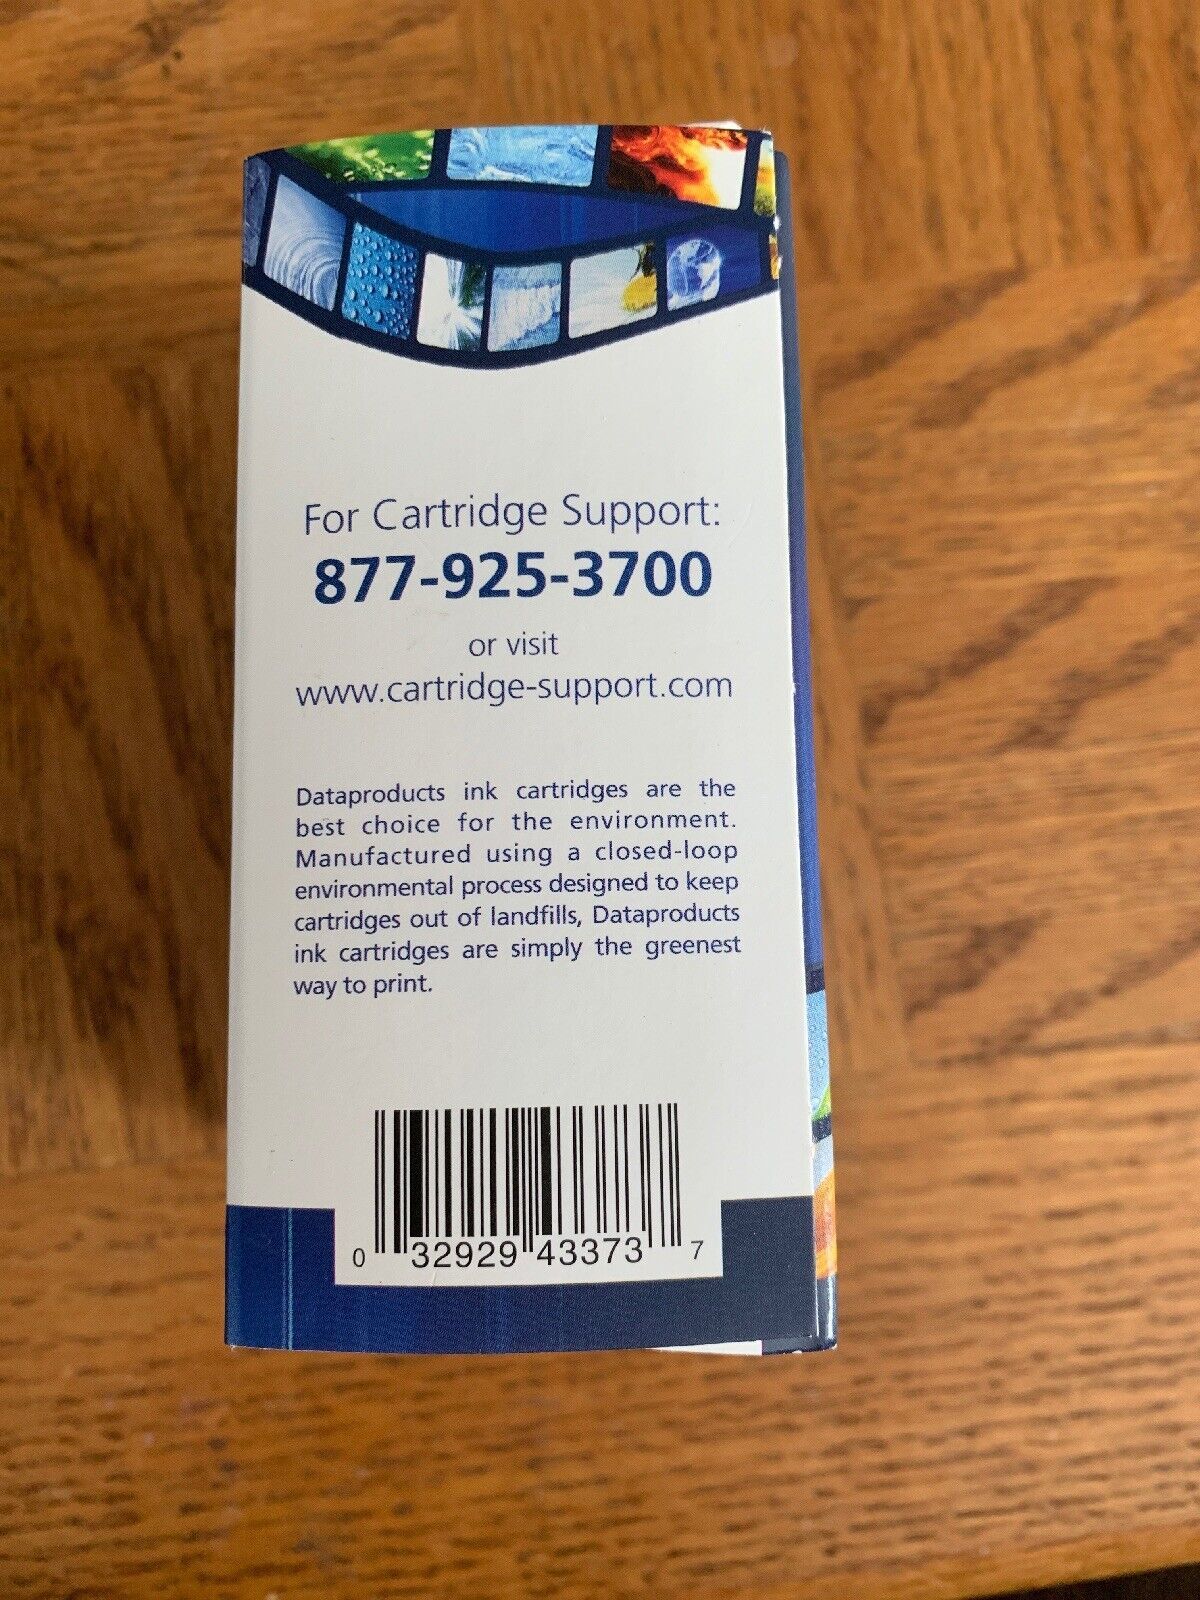 For Cartridge Support:
877-925-3700
or visit
www.cartridge-support.com
Dataproducts ink cartridges are the
best choice for the environment.
Manufactured using a closed-loop
environmental process designed to keep
cartridges out of landfills, Dataproducts
ink cartridges are simply the greenest
way to print.
0 32929 43373 7